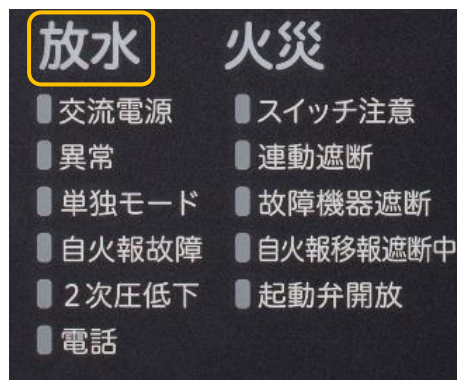 放水 火災
交流電源 スイッチ注意
異常 連動遮断
単独モード 故障機器遮断
自火報故障 自火報移報遮断中
2次圧低下 起動弁開放
電話